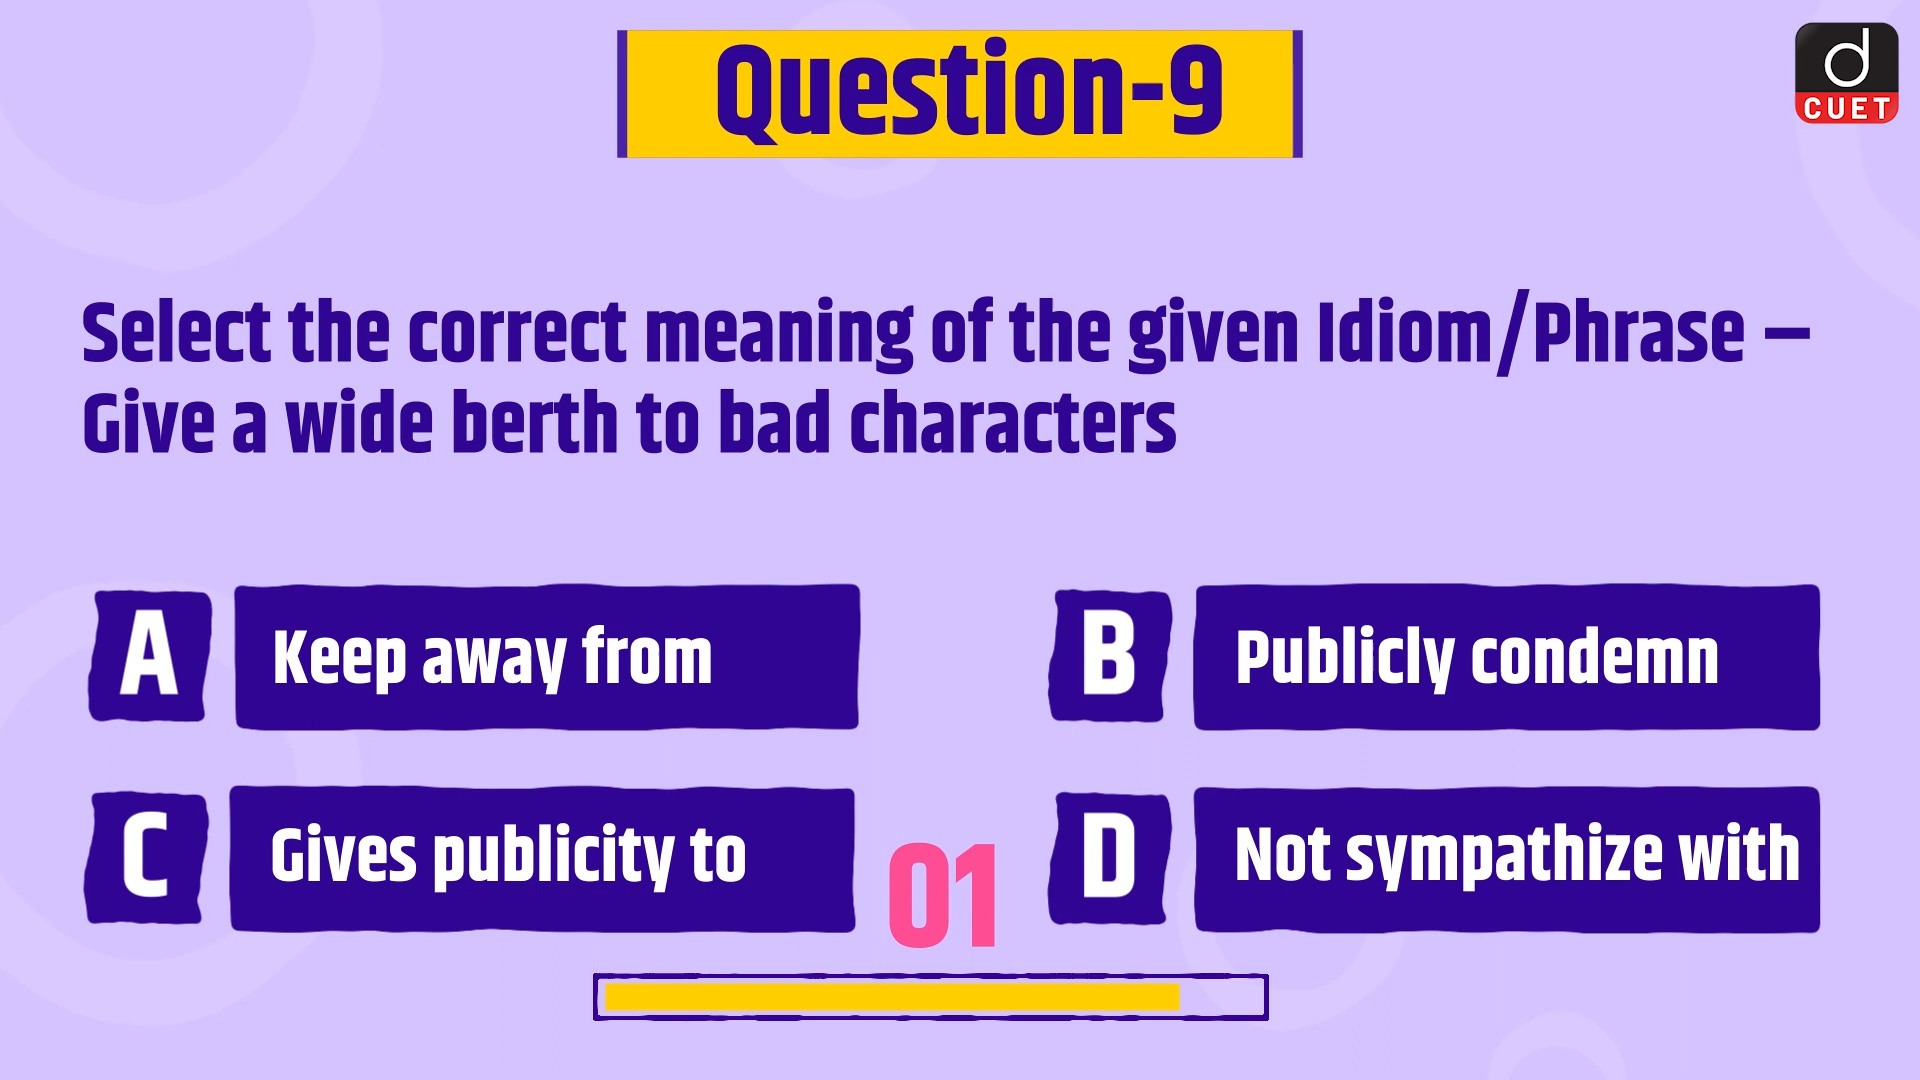 Question-9
d
CUET
Select the correct meaning of the given Idiom/Phrase –
Give a wide berth to bad characters
A
Keep away from
B
Publicly condemn
C
Gives publicity to
D
Not sympathize with
01